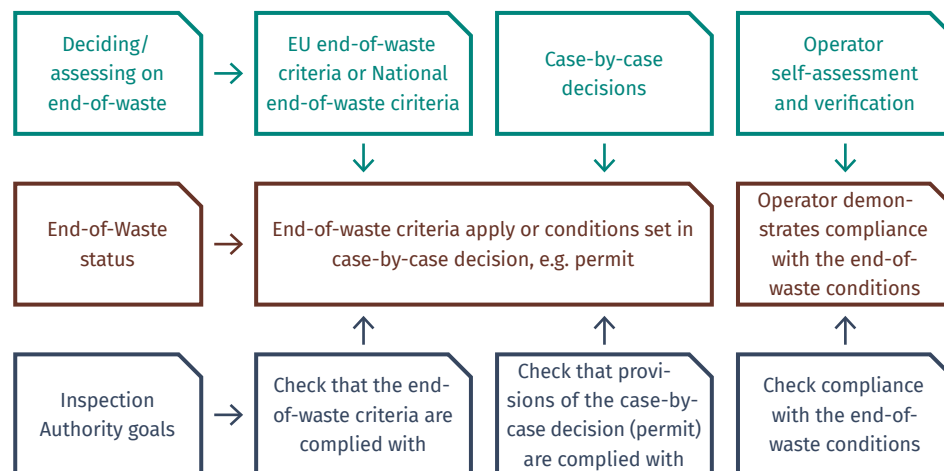 Deciding/
assessing on
end-of-waste
EU end-of-waste
criteria or National
end-of-waste ciriteria
Case-by-case
decisions
Operator
self-assessment
and verification
End-of-Waste
status
End-of-waste criteria apply or conditions set in
case-by-case decision, e.g. permit
Operator demon-
strates compliance
with the end-of-
waste conditions
Inspection
Authority goals
Check that the end-
of-waste criteria are
complied with
Check that provi-
sions of the case-by-
case decision (permit)
are complied with
Check compliance
with the end-of-
waste conditions